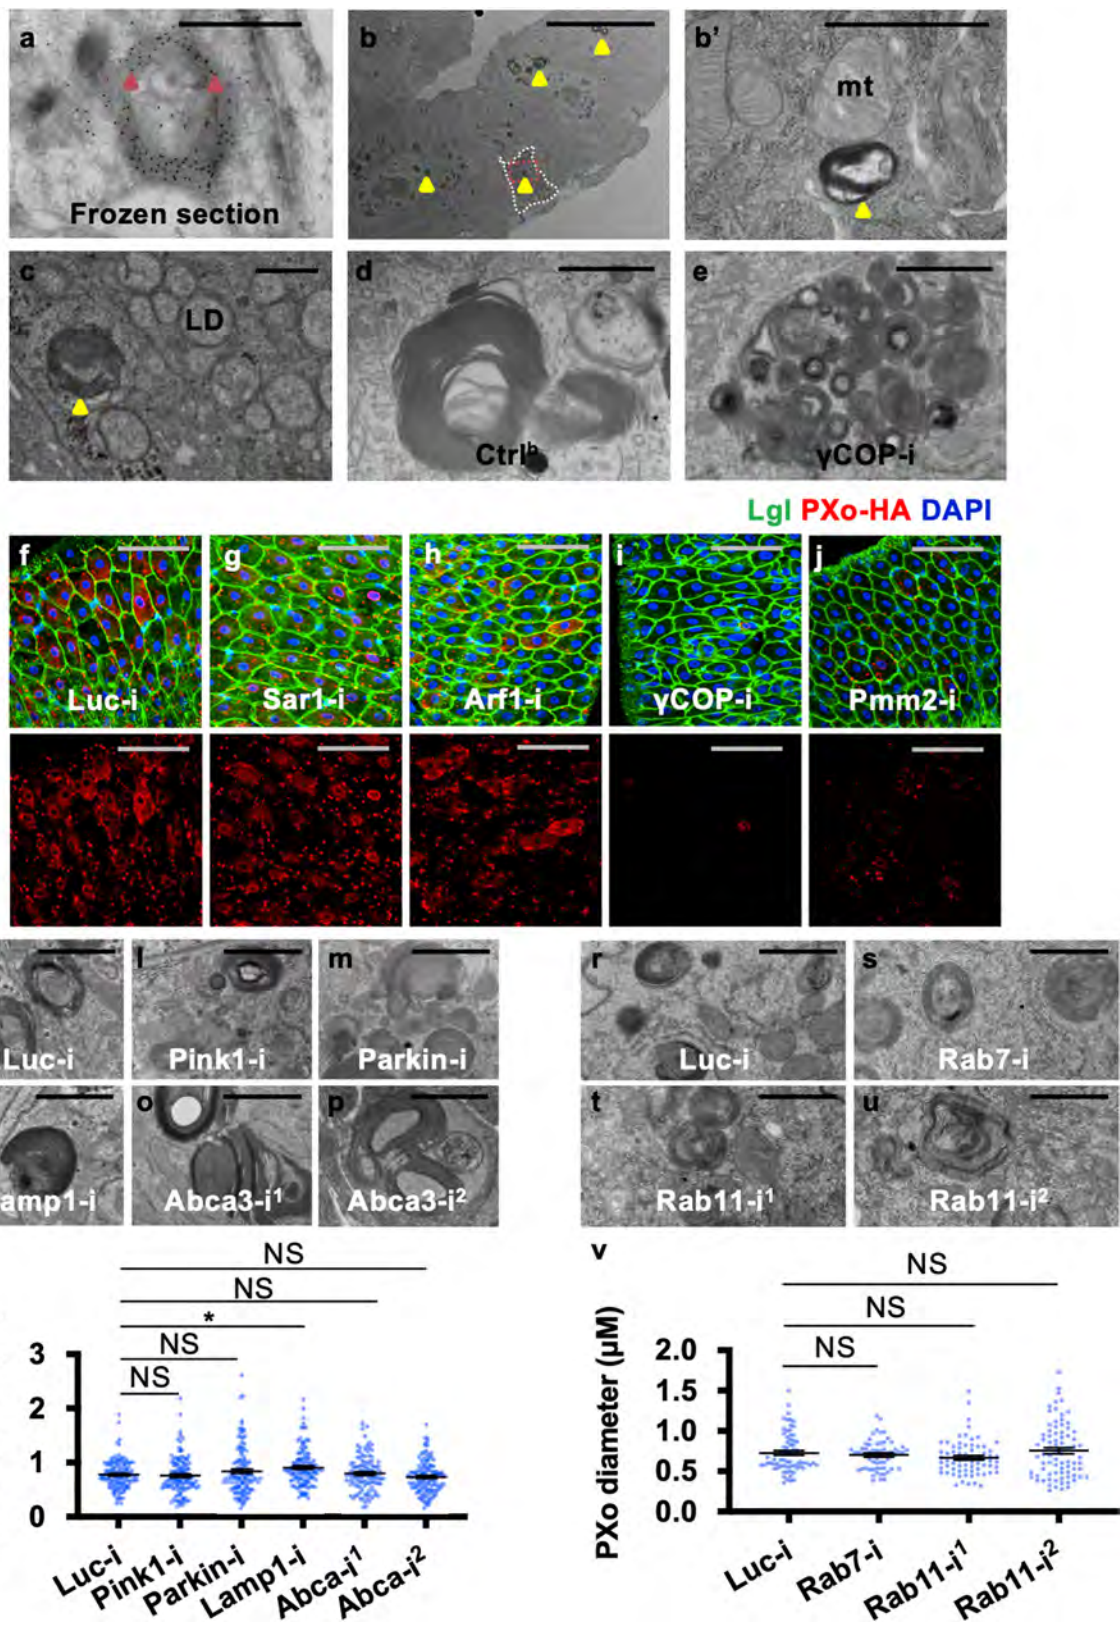 a
b
b’
mt
Frozen section
c
LD
d
Ctrlᵇ
e
γCOP-i
Lgl PXo-HA DAPI
f
Luc-i
g
Sar1-i
h
Arf1-i
i
γCOP-i
j
Pmm2-i
Luc-i
l
Pink1-i
m
Parkin-i
amp1-i
o
Abca3-i¹
p
Abca3-i²
r
Luc-i
s
Rab7-i
t
Rab11-i¹
u
Rab11-i²
NS
NS
*
NS
NS
3
2
1
0
Luc-i
Pink1-i
Parkin-i
Lamp1-i
Abca-i¹
Abca-i²
v
NS
NS
NS
PXo diameter (μM)
2.0
1.5
1.0
0.5
0.0
Luc-i
Rab7-i
Rab11-i¹
Rab11-i²